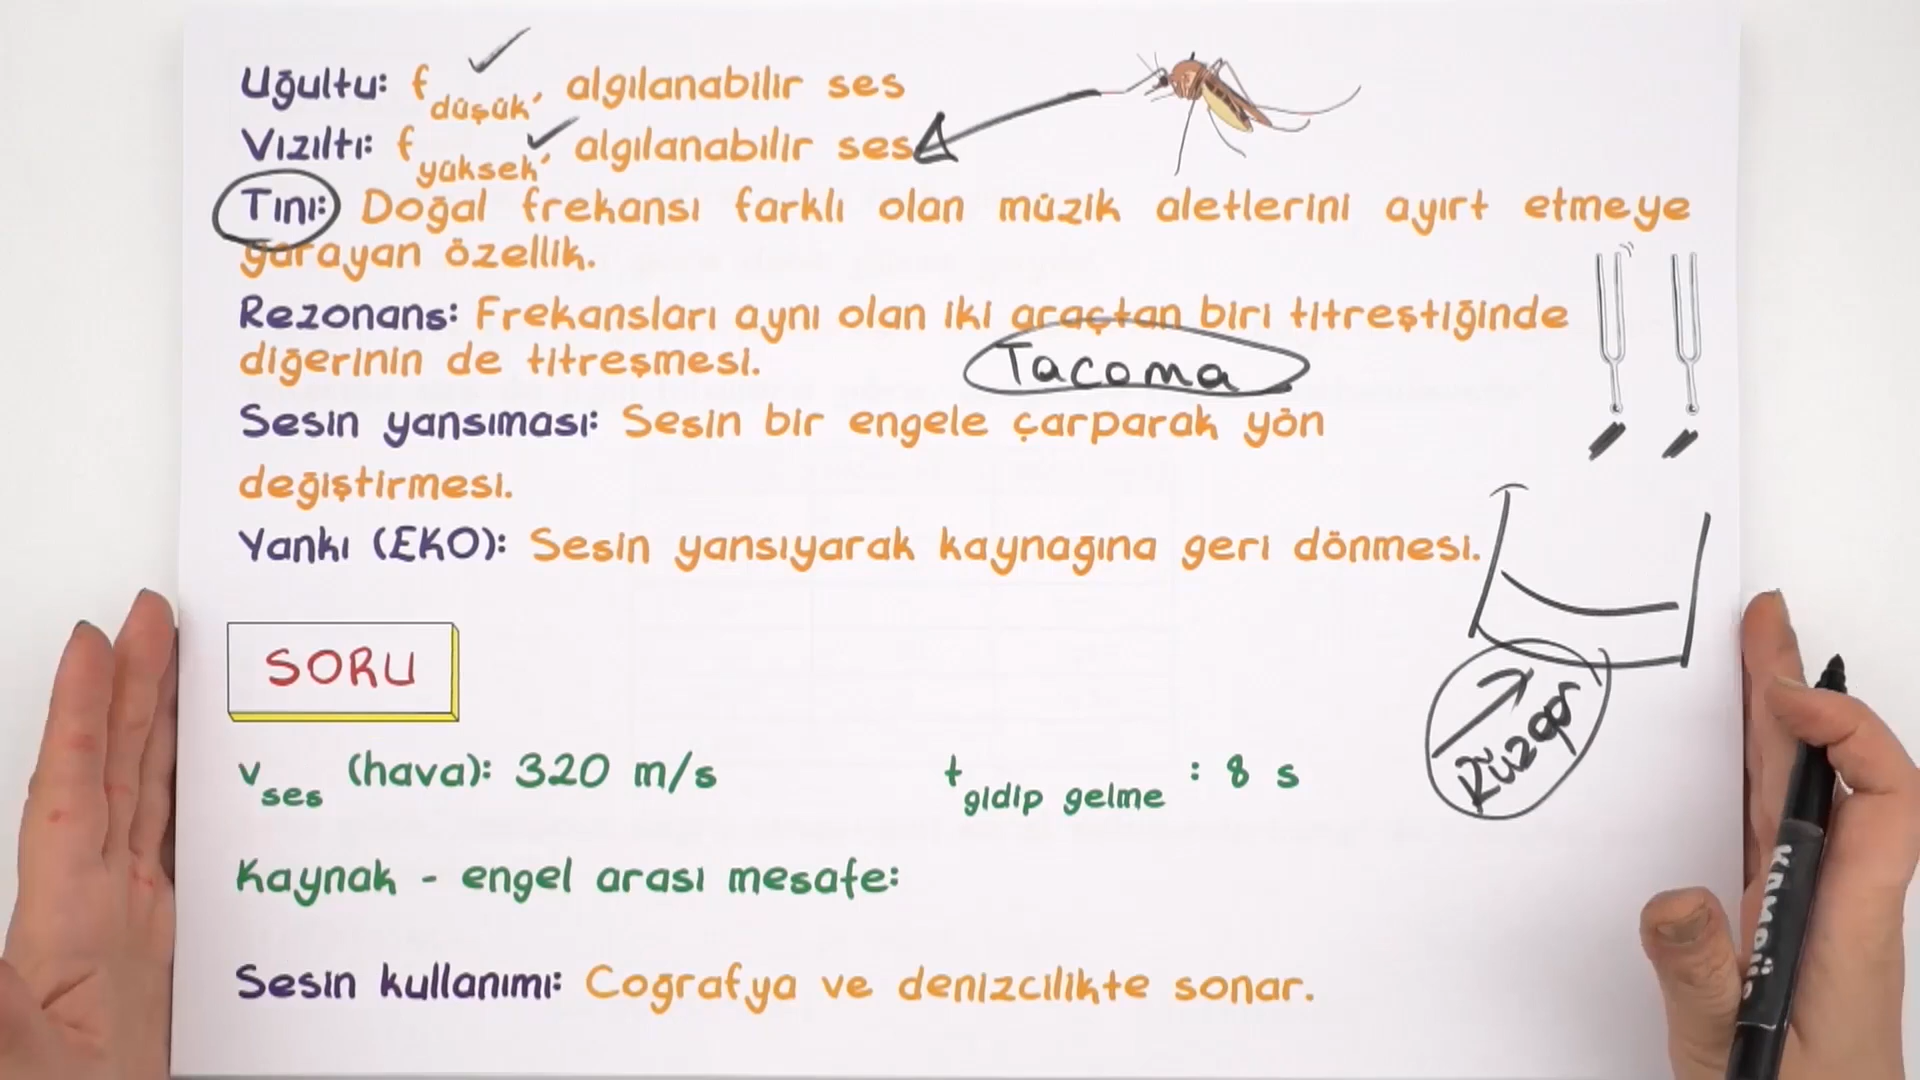 Uğultu: f düşük, algılanabilir ses
Vızıltı: f yüksek, algılanabilir ses
Tını: Doğal frekansı farklı olan müzik aletlerini ayırt etmeye
yarayan özellik.
Rezonans: Frekansları aynı olan iki araçtan biri titreştiğinde
diğerinin de titreşmesi.
Tacoma
Sesin yansıması: Sesin bir engele çarparak yön
değiştirmesi.
Yankı (EKO): Sesin yansıyarak kaynağına geri dönmesi.
SORU
Rüzgar
v ses (hava): 320 m/s
t gidip gelme : 8 s
Kaynak - engel arası mesafe:
Sesin kullanımı: Coğrafya ve denizcilikte sonar.